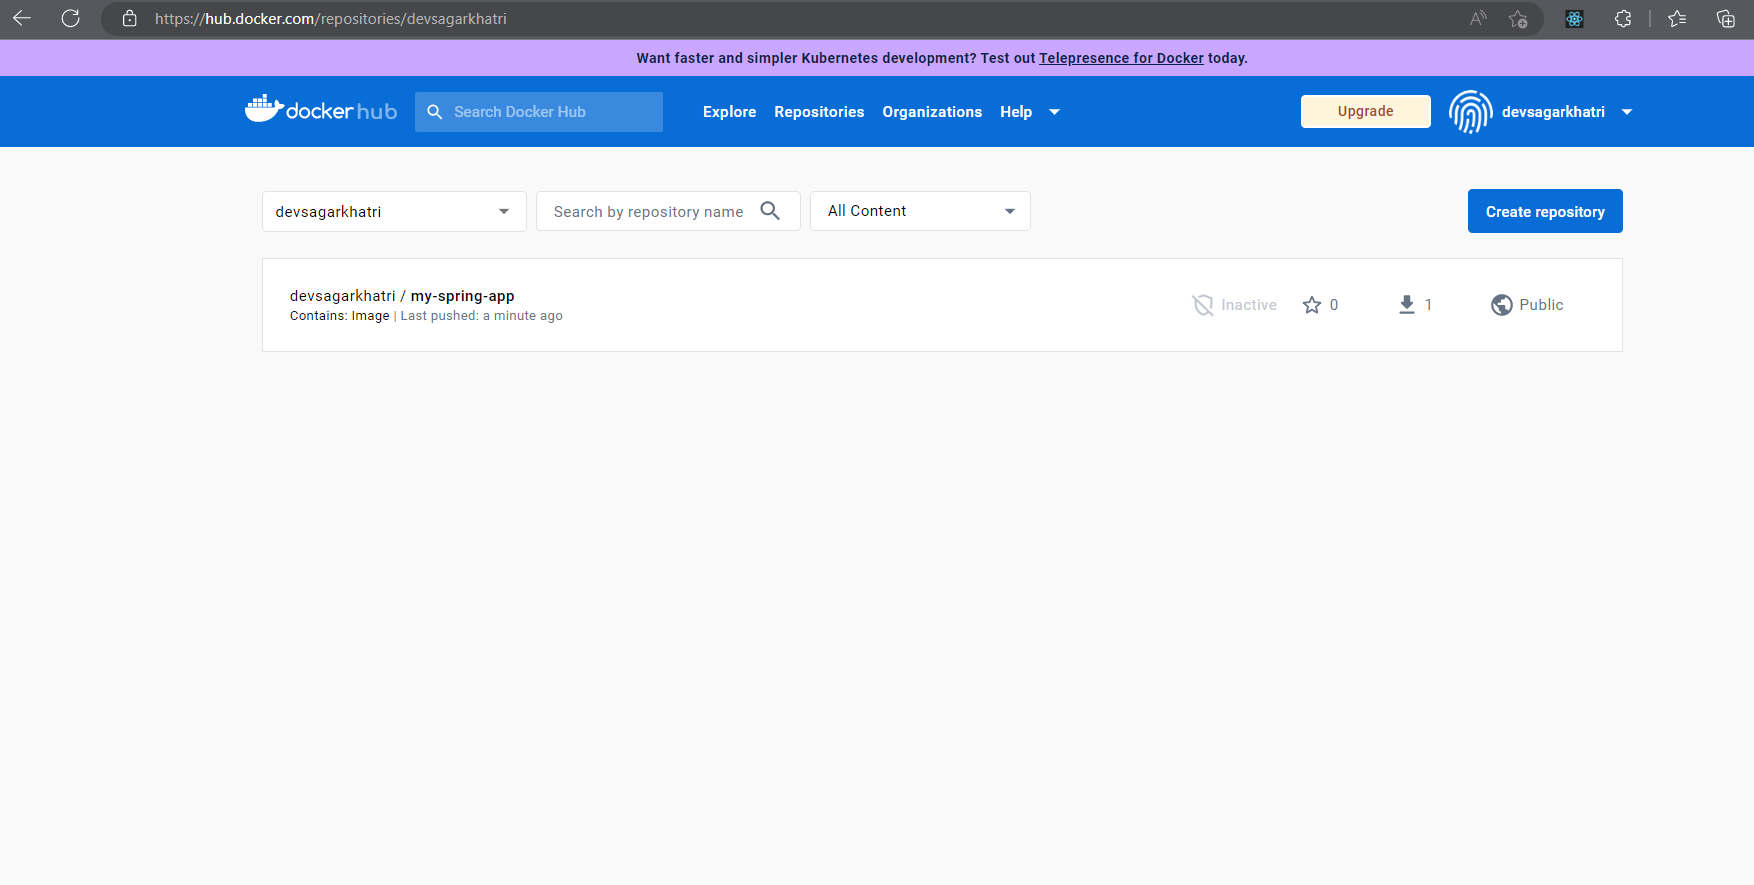 https://hub.docker.com/repositories/devsagarkhatri
Want faster and simpler Kubernetes development? Test out Telepresence for Docker today.
docker hub
Search Docker Hub
Explore
Repositories
Organizations
Help
Upgrade
devsagarkhatri
devsagarkhatri
Search by repository name
All Content
Create repository
devsagarkhatri / my-spring-app
Contains: Image | Last pushed: a minute ago
Inactive
0
1
Public